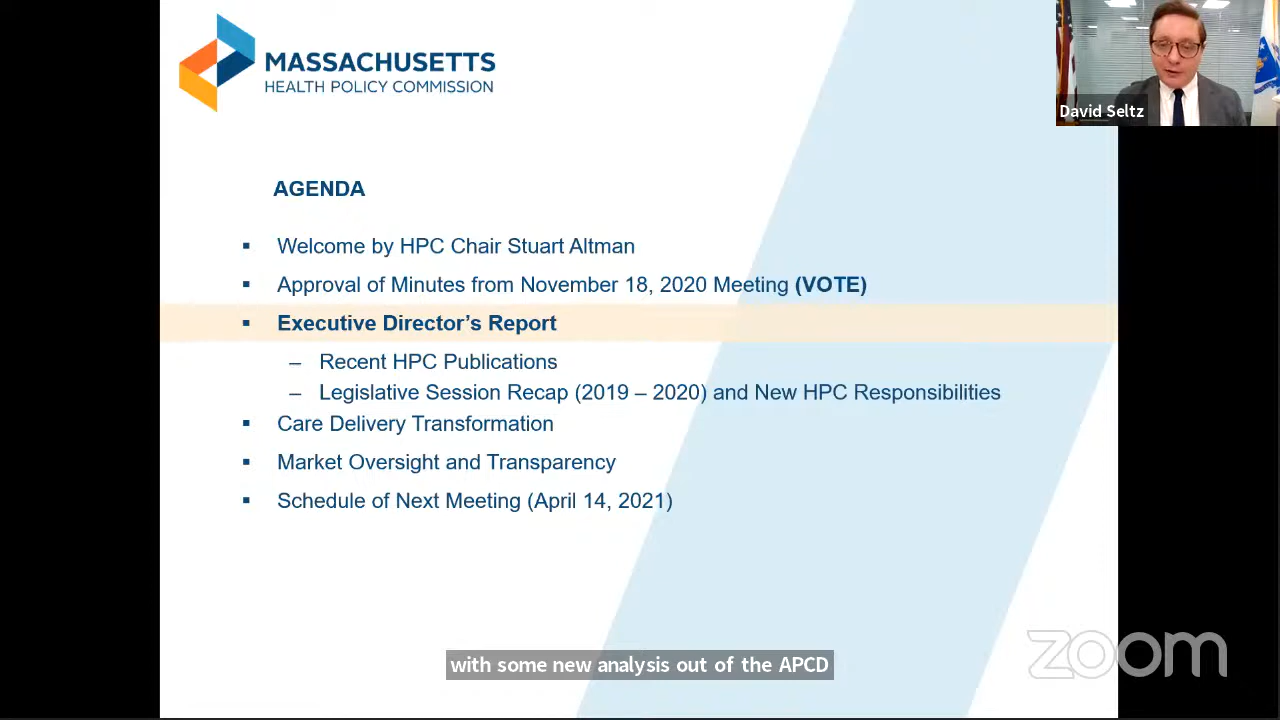 MASSACHUSETTS
HEALTH POLICY COMMISSION
David Seltz
AGENDA
▪ Welcome by HPC Chair Stuart Altman
▪ Approval of Minutes from November 18, 2020 Meeting (VOTE)
▪ Executive Director’s Report
– Recent HPC Publications
– Legislative Session Recap (2019 – 2020) and New HPC Responsibilities
▪ Care Delivery Transformation
▪ Market Oversight and Transparency
▪ Schedule of Next Meeting (April 14, 2021)
zoom
with some new analysis out of the APCD